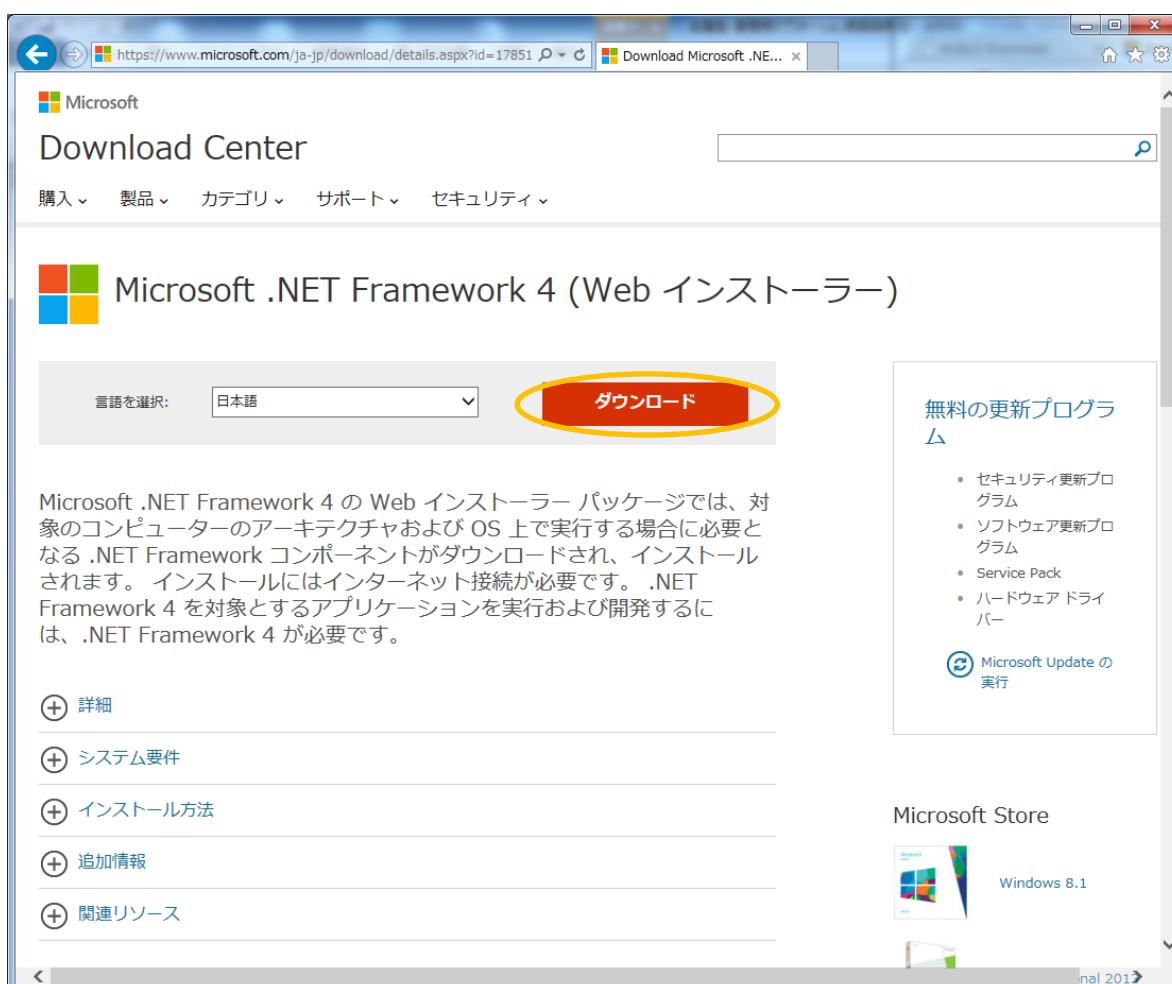 https://www.microsoft.com/ja-jp/download/details.aspx?id=17851
Download Microsoft .NE...
Microsoft
Download Center
購入 製品 カテゴリ サポート セキュリティ
Microsoft .NET Framework 4 (Web インストーラー)
言語を選択: 日本語 ダウンロード
Microsoft .NET Framework 4 の Web インストーラー パッケージでは、対
象のコンピューターのアーキテクチャおよび OS 上で実行する場合に必要と
なる .NET Framework コンポーネントがダウンロードされ、インストール
されます。 インストールにはインターネット接続が必要です。 .NET
Framework 4 を対象とするアプリケーションを実行および開発するに
は、.NET Framework 4 が必要です。
詳細
システム要件
インストール方法
追加情報
関連リソース
無料の更新プログラ
ム
セキュリティ更新プロ
グラム
ソフトウェア更新プロ
グラム
Service Pack
ハードウェア ドライ
バー
Microsoft Update の
実行
Microsoft Store
Windows 8.1
nal 201